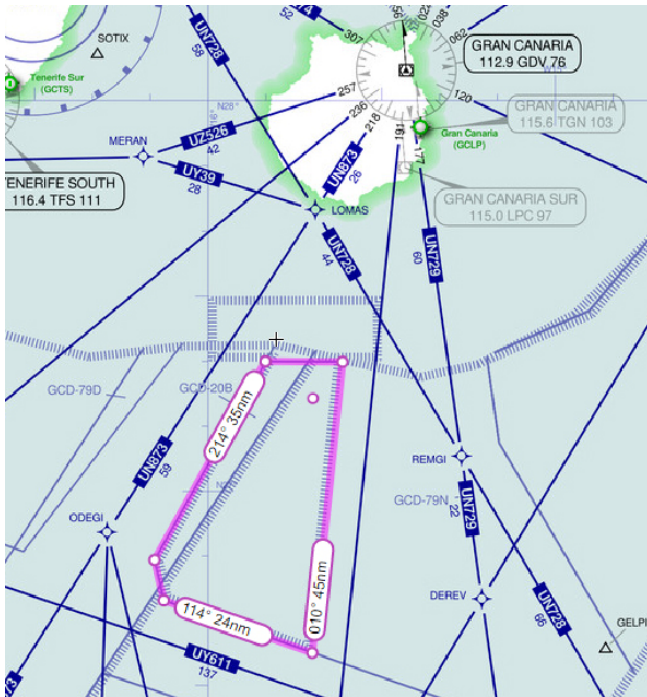 SOTIX
Tenerife Sur
(GCTS)
52
UN728
58
307
026
062
GRAN CANARIA
112.9 GDV 76
257
236
218
191
177
120
GRAN CANARIA
115.6 TGN 103
Gran Canaria
(GCLP)
N28°
MERAN
UZ526
42
UY39
28
UN873
26
TENERIFE SOUTH
116.4 TFS 111
LOMAS
GRAN CANARIA SUR
115.0 LPC 97
UN728
44
UN729
60
GCD-79D
GCD-20B
214° 35nm
UN873
59
REMGI
GCD-79N
UN729
22
ODEGI
010° 45nm
114° 24nm
DEREV
UN728
66
GELPI
UY611
137